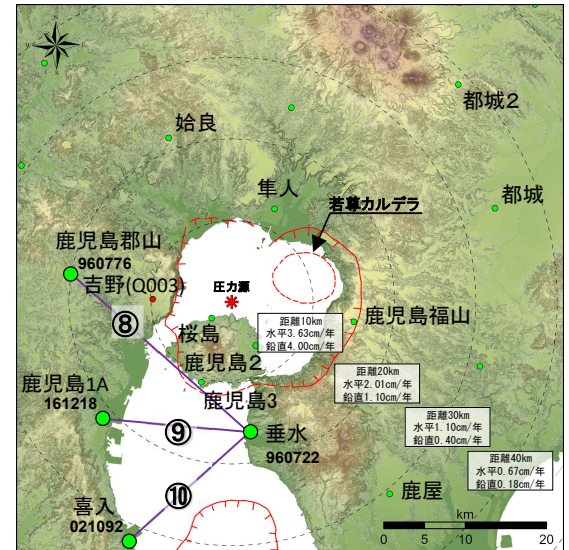 都城2
姶良
都城
隼人
若尊カルデラ
鹿児島郡山
960776
吉野(Q003)
圧力源
⑧
桜島
距離10km
水平3.63cm/年
鉛直4.00cm/年
鹿児島福山
鹿児島2
距離20km
水平2.01cm/年
鉛直1.10cm/年
鹿児島1A
161218
鹿児島3
⑨
垂水
960722
距離30km
水平1.10cm/年
鉛直0.40cm/年
距離40km
水平0.67cm/年
鉛直0.18cm/年
⑩
喜入
021092
鹿屋
km
0 10 20